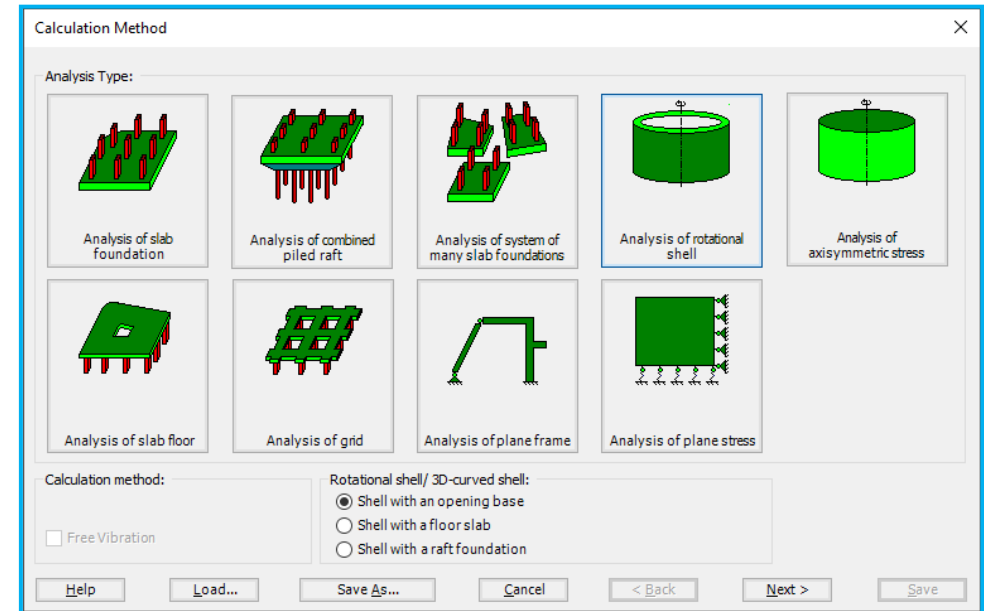 Calculation Method
Analysis Type:
Analysis of slab
foundation
Analysis of combined
piled raft
Analysis of system of
many slab foundations
Analysis of rotational
shell
Analysis of
axisymmetric stress
Analysis of slab floor
Analysis of grid
Analysis of plane frame
Analysis of plane stress
Calculation method:
Free Vibration
Rotational shell/ 3D-curved shell:
Shell with an opening base
Shell with a floor slab
Shell with a raft foundation
Help
Load...
Save As...
Cancel
< Back
Next >
Save